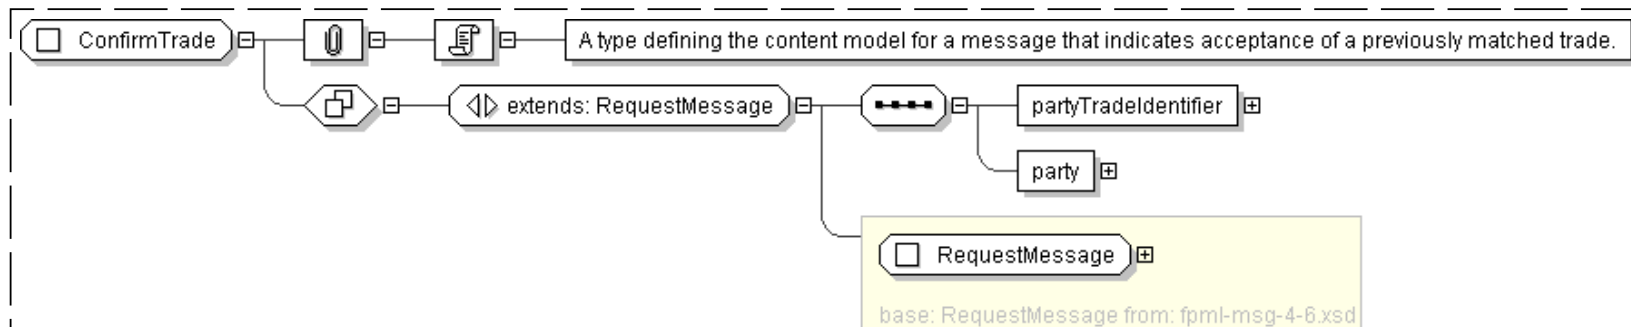 ConfirmTrade
A type defining the content model for a message that indicates acceptance of a previously matched trade.
extends: RequestMessage
partyTradeIdentifier
party
RequestMessage
base: RequestMessage from: fpml-msg-4-6.xsd